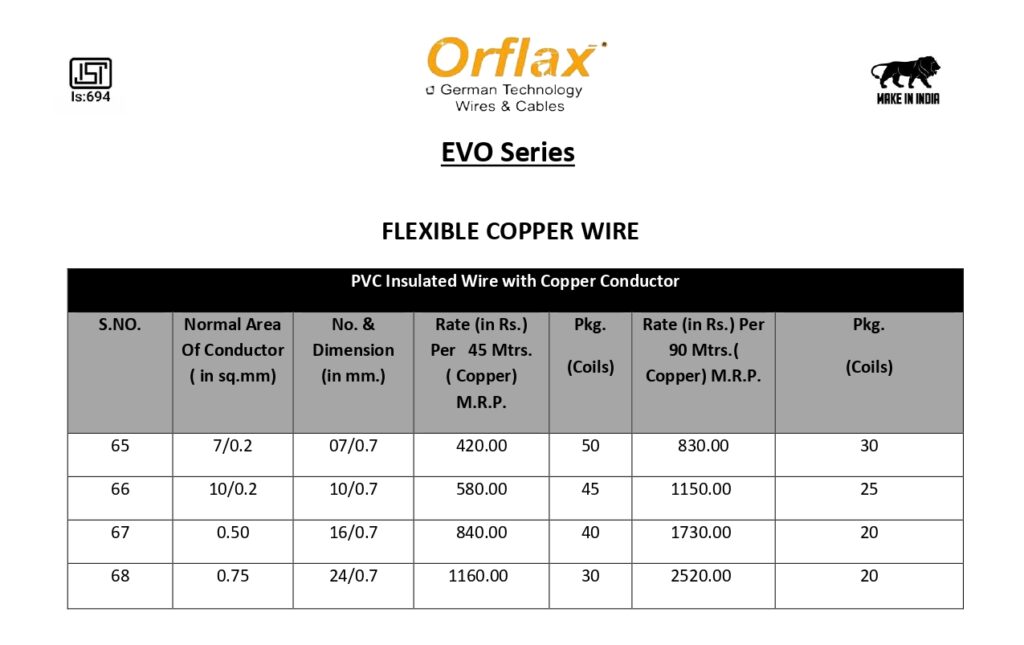 Orflax
German Technology
Wires & Cables
Is:694
MAKE IN INDIA
EVO Series
FLEXIBLE COPPER WIRE
PVC Insulated Wire with Copper Conductor
S.NO. Normal Area Of Conductor ( in sq.mm) No. & Dimension (in mm.) Rate (in Rs.) Per 45 Mtrs. ( Copper) M.R.P. Pkg. (Coils) Rate (in Rs.) Per 90 Mtrs.( Copper) M.R.P. Pkg. (Coils)
65 7/0.2 07/0.7 420.00 50 830.00 30
66 10/0.2 10/0.7 580.00 45 1150.00 25
67 0.50 16/0.7 840.00 40 1730.00 20
68 0.75 24/0.7 1160.00 30 2520.00 20